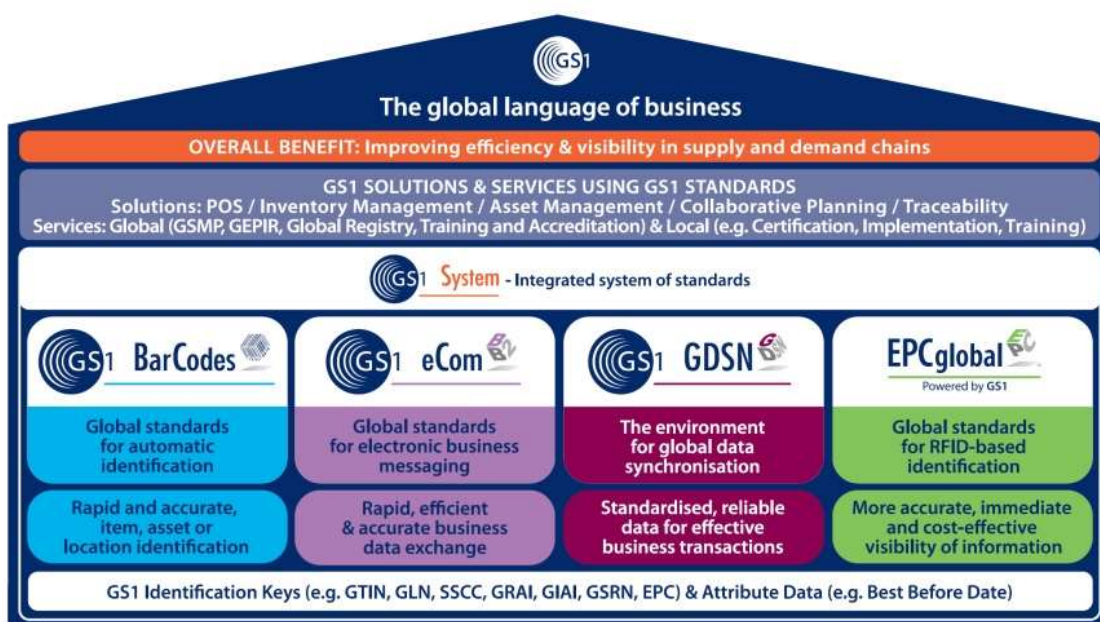 GS1
The global language of business
OVERALL BENEFIT: Improving efficiency & visibility in supply and demand chains
GS1 SOLUTIONS & SERVICES USING GS1 STANDARDS
Solutions: POS / Inventory Management / Asset Management / Collaborative Planning / Traceability
Services: Global (GSMP, GEPIR, Global Registry, Training and Accreditation) & Local (e.g. Certification, Implementation, Training)
GS1 System - Integrated system of standards
GS1 BarCodes
Global standards
for automatic
identification
Rapid and accurate,
item, asset or
location identification
GS1 eCom B2B
Global standards
for electronic business
messaging
Rapid, efficient
& accurate business
data exchange
GS1 GDSN GDSN
The environment
for global data
synchronisation
Standardised, reliable
data for effective
business transactions
EPCglobal EPC
Powered by GS1
Global standards
for RFID-based
identification
More accurate, immediate
and cost-effective
visibility of information
GS1 Identification Keys (e.g. GTIN, GLN, SSCC, GRAI, GIAI, GSRN, EPC) & Attribute Data (e.g. Best Before Date)